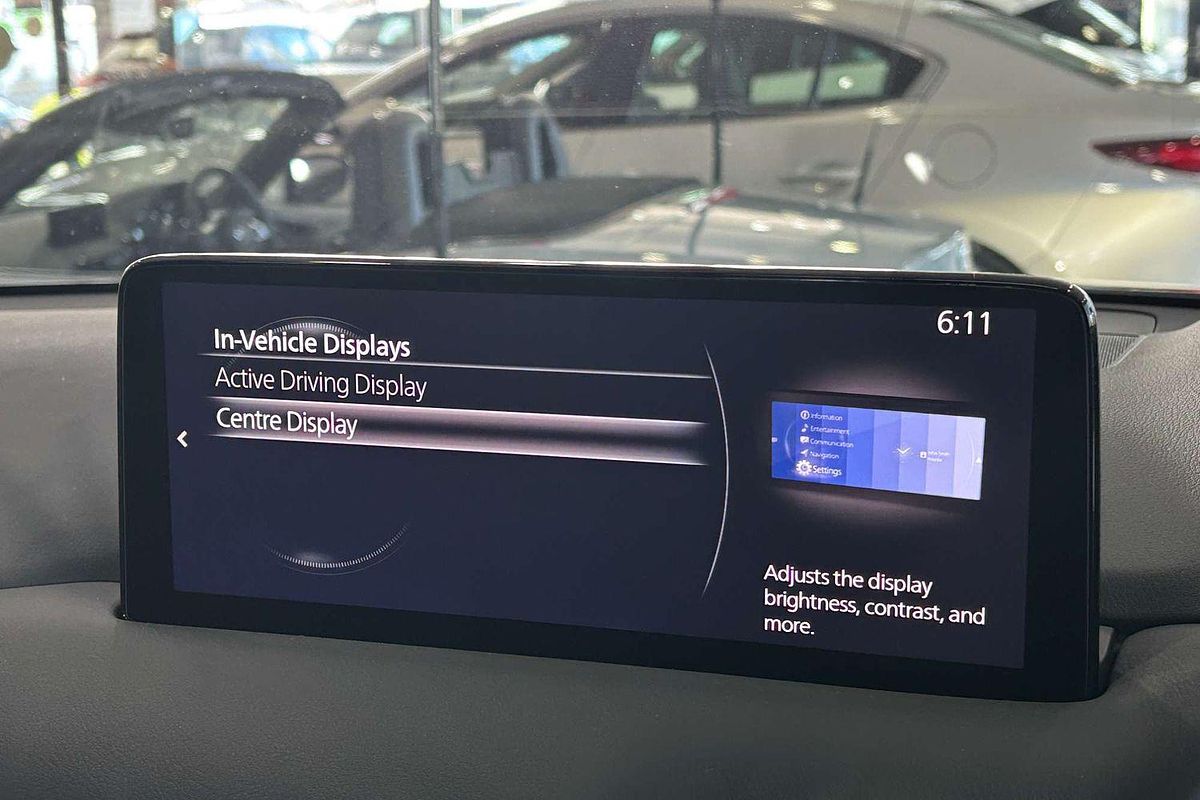 6:11
In-Vehicle Displays
Active Driving Display
Centre Display
Information
Entertainment
Communication
Navigation
Settings
Adjusts the display
brightness, contrast, and
more.